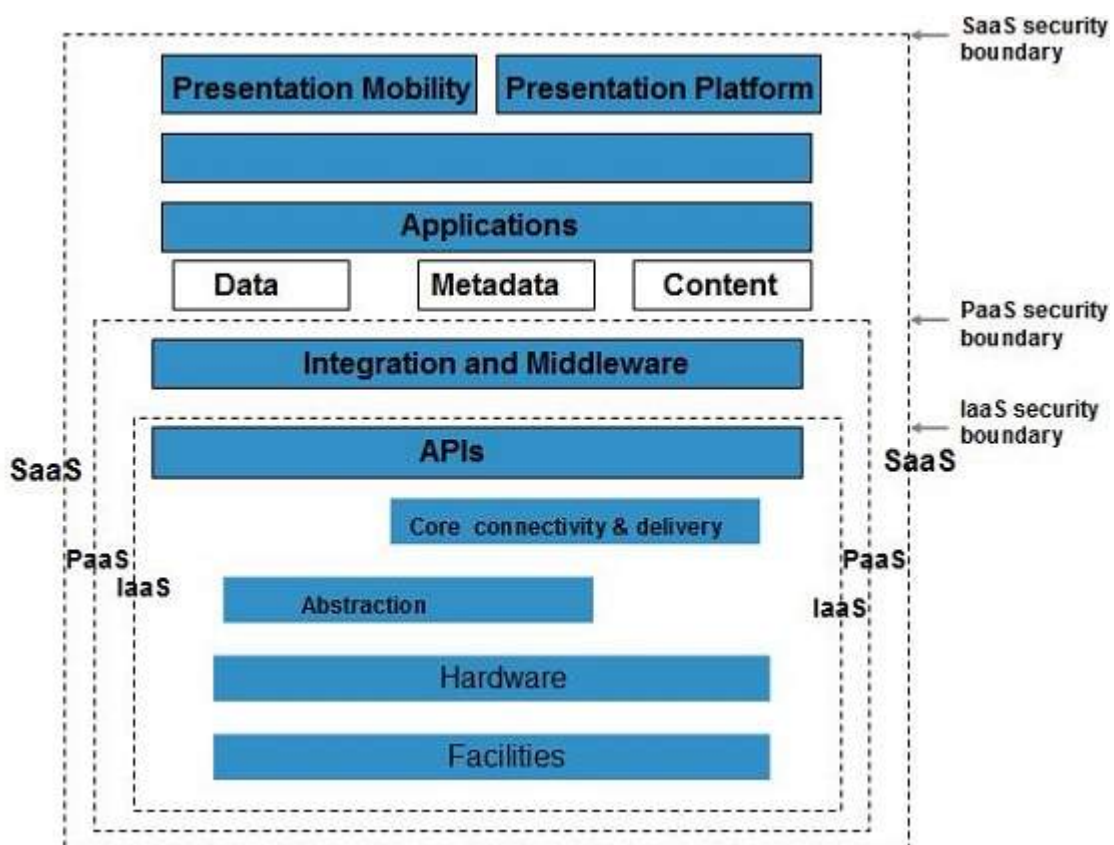 SaaS security
boundary
Presentation Mobility
Presentation Platform
Applications
Data
Metadata
Content
PaaS security
boundary
Integration and Middleware
IaaS security
boundary
APIs
SaaS
SaaS
Core connectivity & delivery
PaaS
PaaS
IaaS
Abstraction
IaaS
Hardware
Facilities